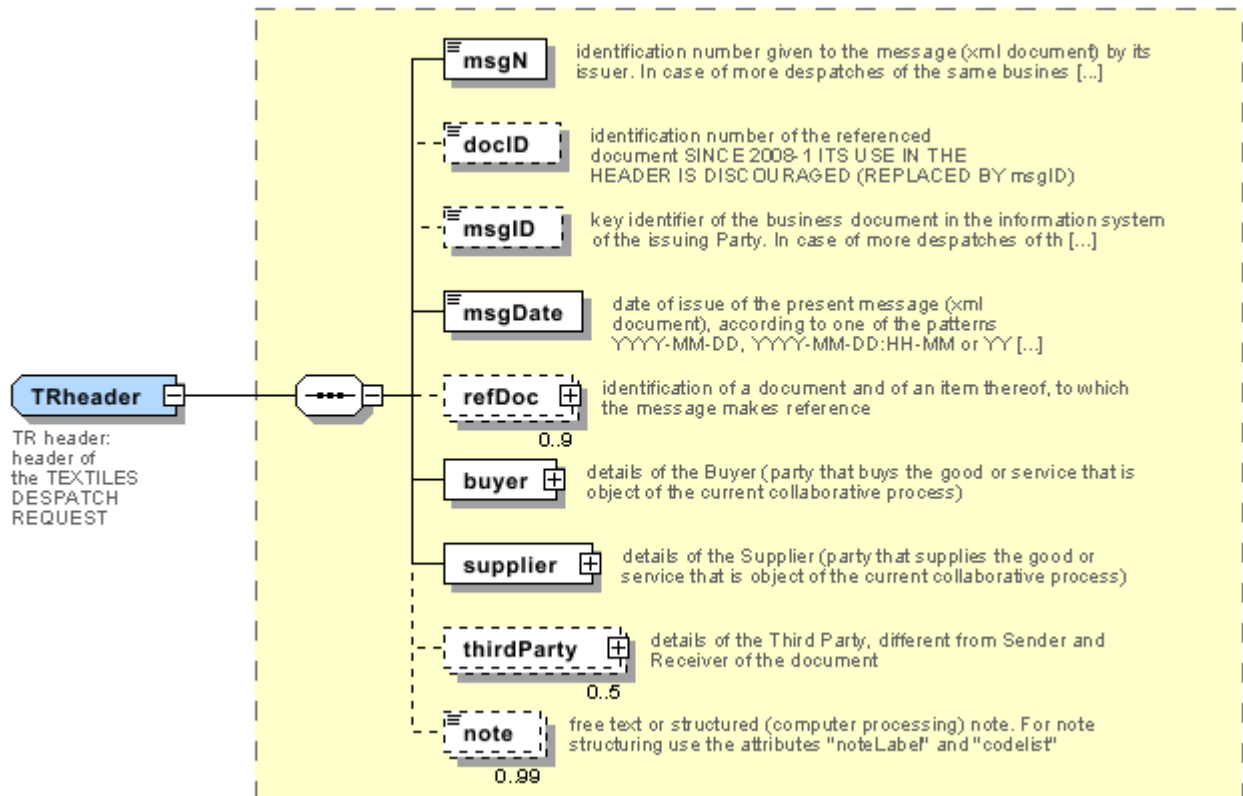 msgN
identification number given to the message (xml document) by its
issuer. In case of more despatches of the same busines [...]
docID
identification number of the referenced
document SINCE 2008-1 ITS USE IN THE
HEADER IS DISCOURAGED (REPLACED BY msgID)
msgID
key identifier of the business document in the information system
of the issuing Party. In case of more despatches of th [...]
msgDate
date of issue of the present message (xml
document), according to one of the patterns
YYYY-MM-DD, YYYY-MM-DD:HH-MM or YY [...]
TRheader
TR header:
header of
the TEXTILES
DESPATCH
REQUEST
refDoc
identification of a document and of an item thereof, to which
the message makes reference
0..9
buyer
details of the Buyer (party that buys the good or service that is
object of the current collaborative process)
supplier
details of the Supplier (party that supplies the good or
service that is object of the current collaborative process)
thirdParty
details of the Third Party, different from Sender and
Receiver of the document
0..5
note
free text or structured (computer processing) note. For note
structuring use the attributes "noteLabel" and "codelist"
0..99